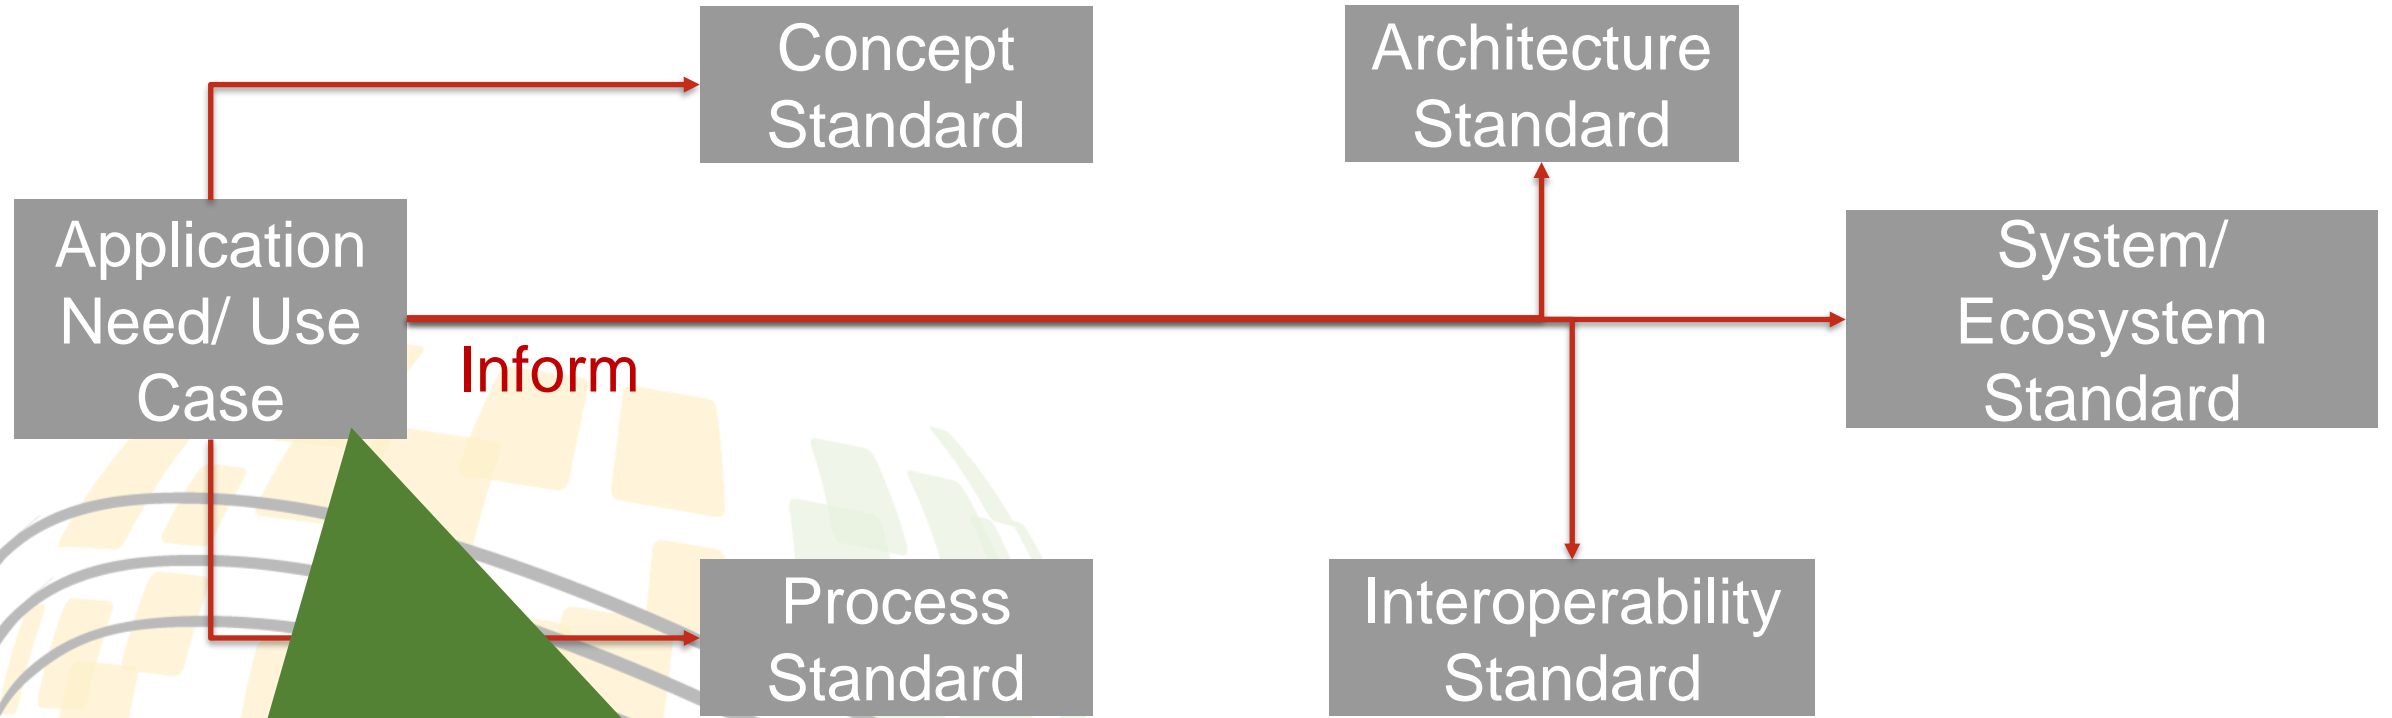 Concept
Standard
Architecture
Standard
Application
Need/ Use
Case
Inform
System/
Ecosystem
Standard
Process
Standard
Interoperability
Standard